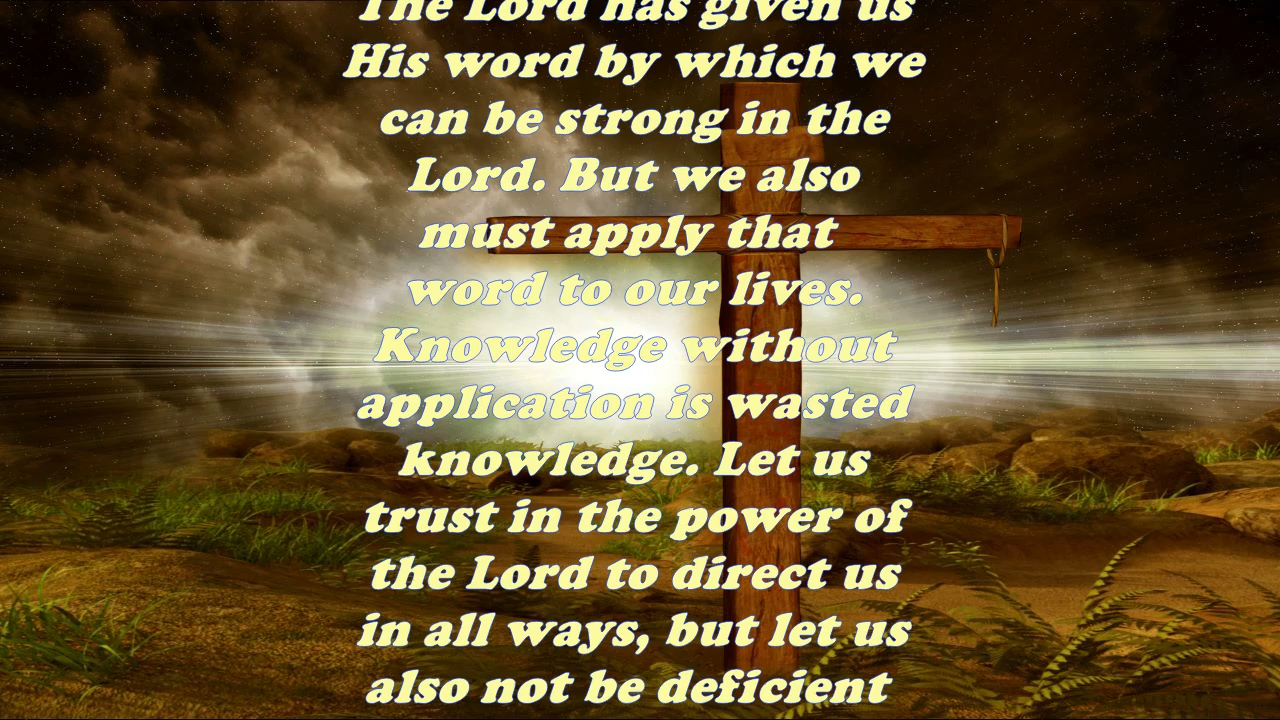 The Lord has given us
His word by which we
can be strong in the
Lord. But we also
must apply that
word to our lives.
Knowledge without
application is wasted
knowledge. Let us
trust in the power of
the Lord to direct us
in all ways, but let us
also not be deficient